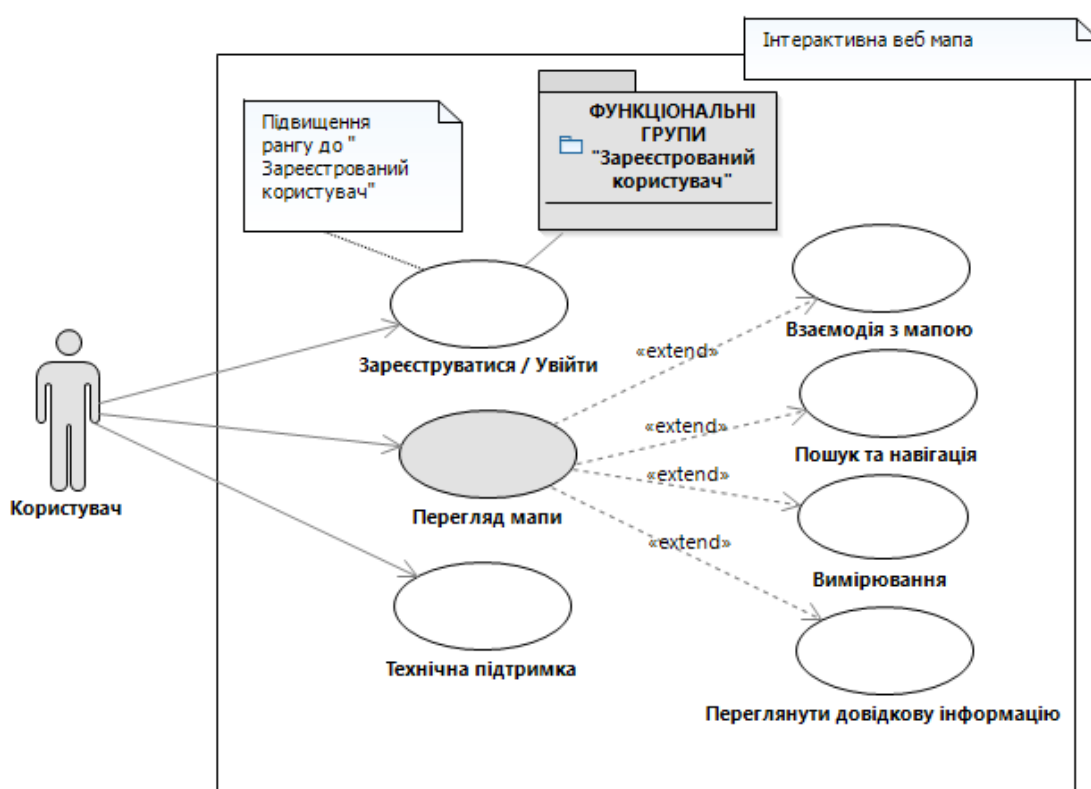 Інтерактивна веб мапа
Підвищення
рангу до "
Зареєстрований
користувач"
ФУНКЦІОНАЛЬНІ
ГРУПИ
"Зареєстрований
користувач"
Взаємодія з мапою
«extend»
Зареєструватися / Увійти
«extend»
Пошук та навігація
«extend»
Користувач
Перегляд мапи
«extend»
Вимірювання
Технічна підтримка
Переглянути довідкову інформацію